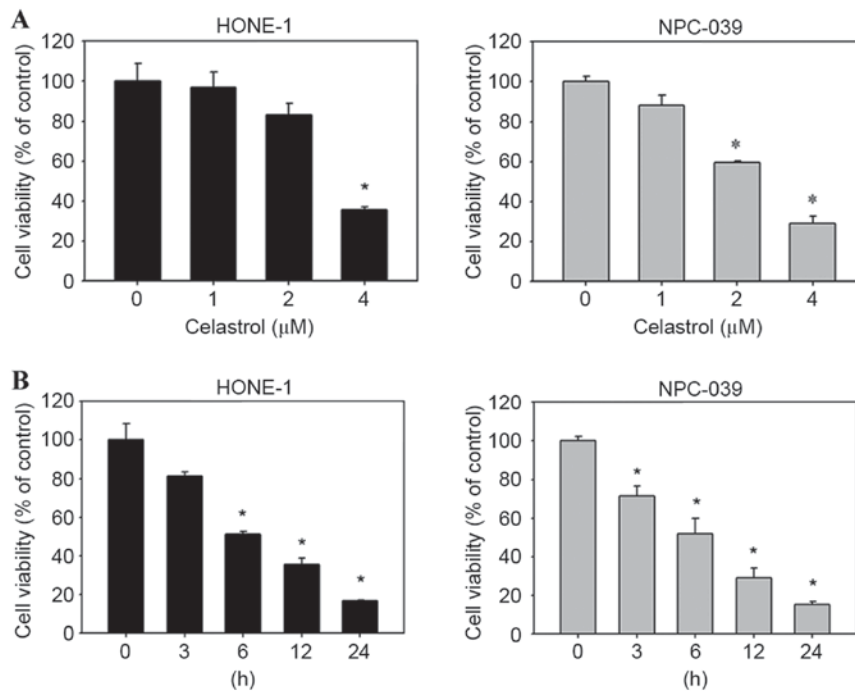 A
HONE-1
Cell viability (% of control)
120
100
80
60
40
20
0
*
0 1 2 4
Celastrol (μM)
NPC-039
Cell viability (% of control)
120
100
80
60
40
20
0
* *
0 1 2 4
Celastrol (μM)
B
HONE-1
Cell viability (% of control)
120
100
80
60
40
20
0
* * *
0 3 6 12 24
(h)
NPC-039
Cell viability (% of control)
120
100
80
60
40
20
0
* * * *
0 3 6 12 24
(h)